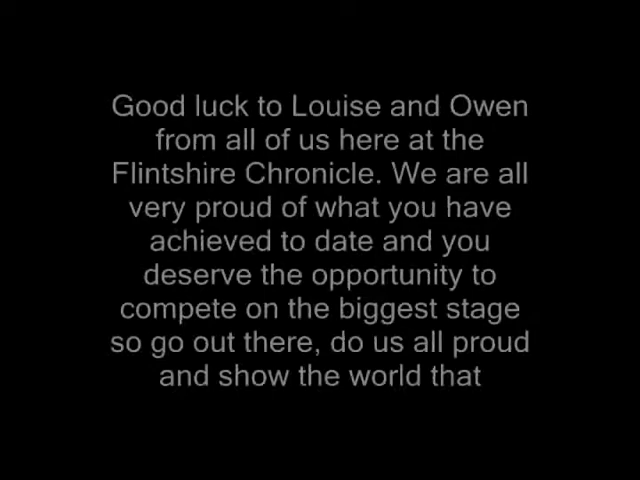 Good luck to Louise and Owen
from all of us here at the
Flintshire Chronicle. We are all
very proud of what you have
achieved to date and you
deserve the opportunity to
compete on the biggest stage
so go out there, do us all proud
and show the world that